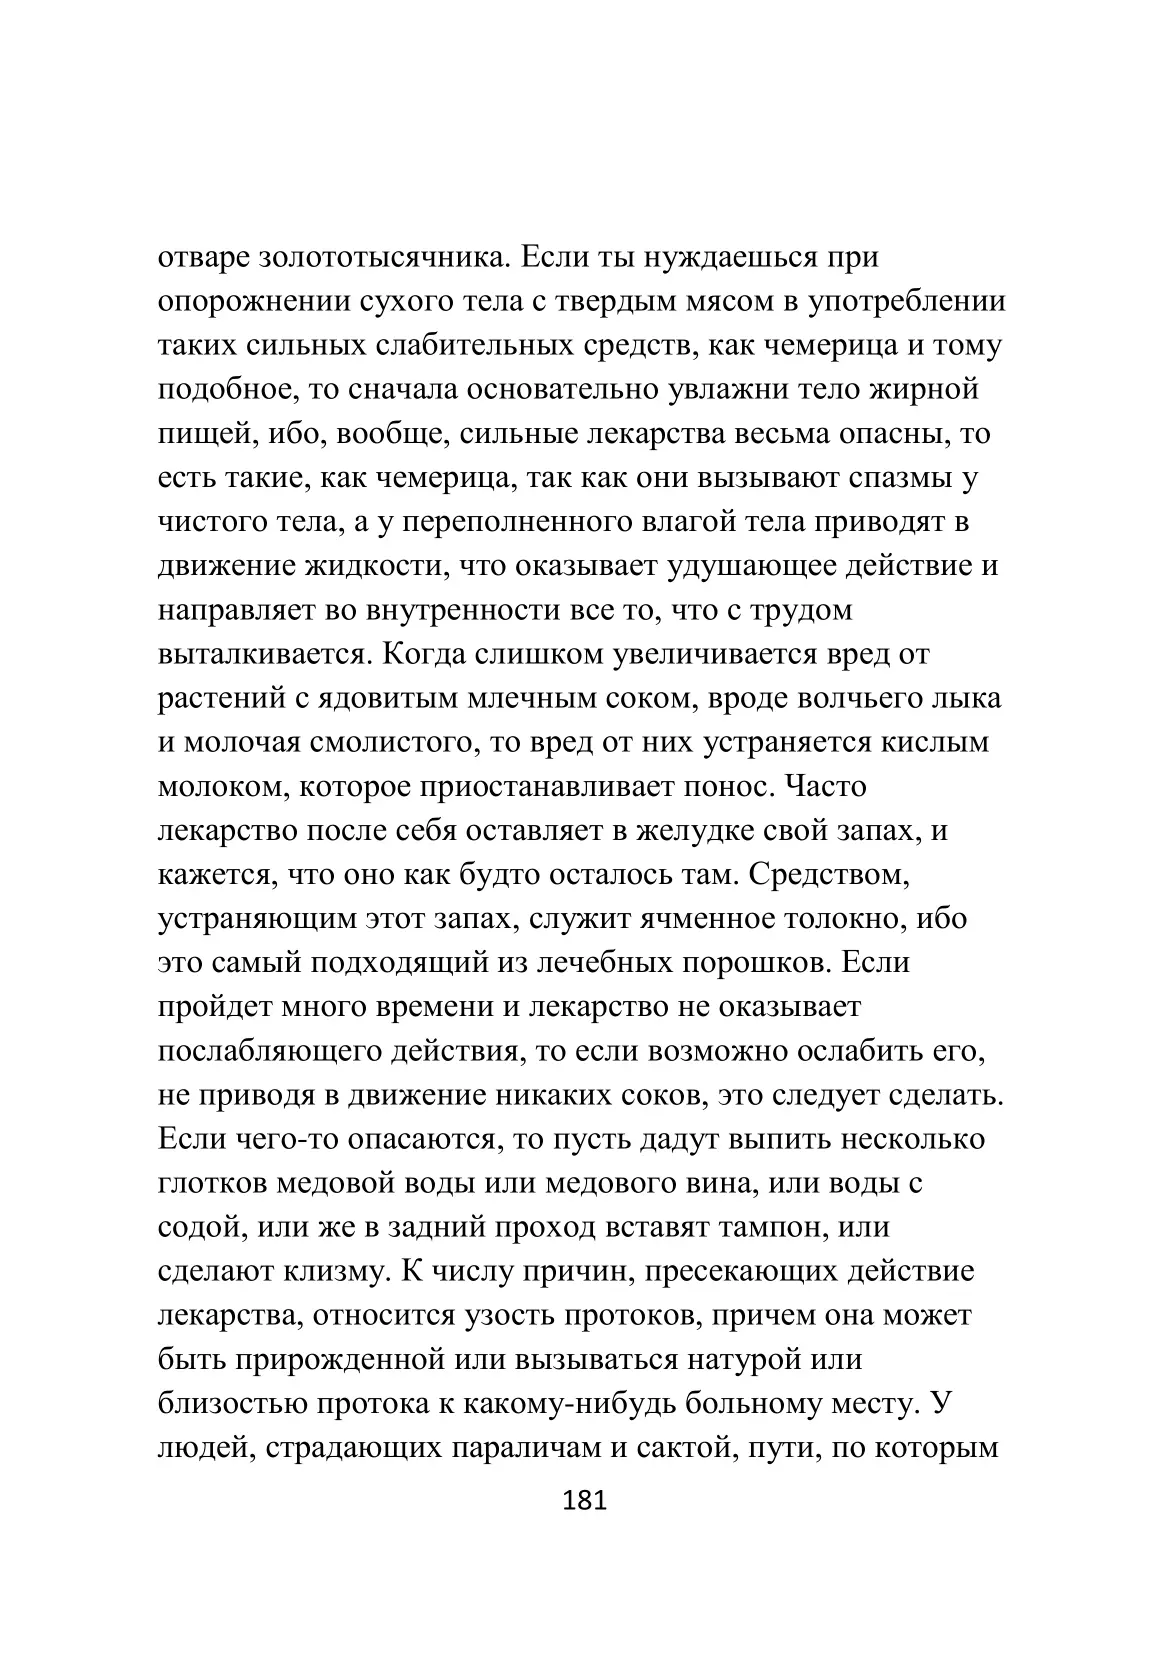 отваре золототысячника. Если ты нуждаешься при
опорожнении сухого тела с твердым мясом в употреблении
таких сильных слабительных средств, как чемерица и тому
подобное, то сначала основательно увлажни тело жирной
пищей, ибо, вообще, сильные лекарства весьма опасны, то
есть такие, как чемерица, так как они вызывают спазмы у
чистого тела, а у переполненного влагой тела приводят в
движение жидкости, что оказывает удушающее действие и
направляет во внутренности все то, что с трудом
выталкивается. Когда слишком увеличивается вред от
растений с ядовитым млечным соком, вроде волчьего лыка
и молочая смолистого, то вред от них устраняется кислым
молоком, которое приостанавливает понос. Часто
лекарство после себя оставляет в желудке свой запах, и
кажется, что оно как будто осталось там. Средством,
устраняющим этот запах, служит ячменное толокно, ибо
это самый подходящий из лечебных порошков. Если
пройдет много времени и лекарство не оказывает
послабляющего действия, то если возможно ослабить его,
не приводя в движение никаких соков, это следует сделать.
Если чего-то опасаются, то пусть дадут выпить несколько
глотков медовой воды или медового вина, или воды с
содой, или же в задний проход вставят тампон, или
сделают клизму. К числу причин, пресекающих действие
лекарства, относится узость протоков, причем она может
быть прирожденной или вызываться натурой или
близостью протока к какому-нибудь больному месту. У
людей, страдающих параличам и сактой, пути, по которым
181